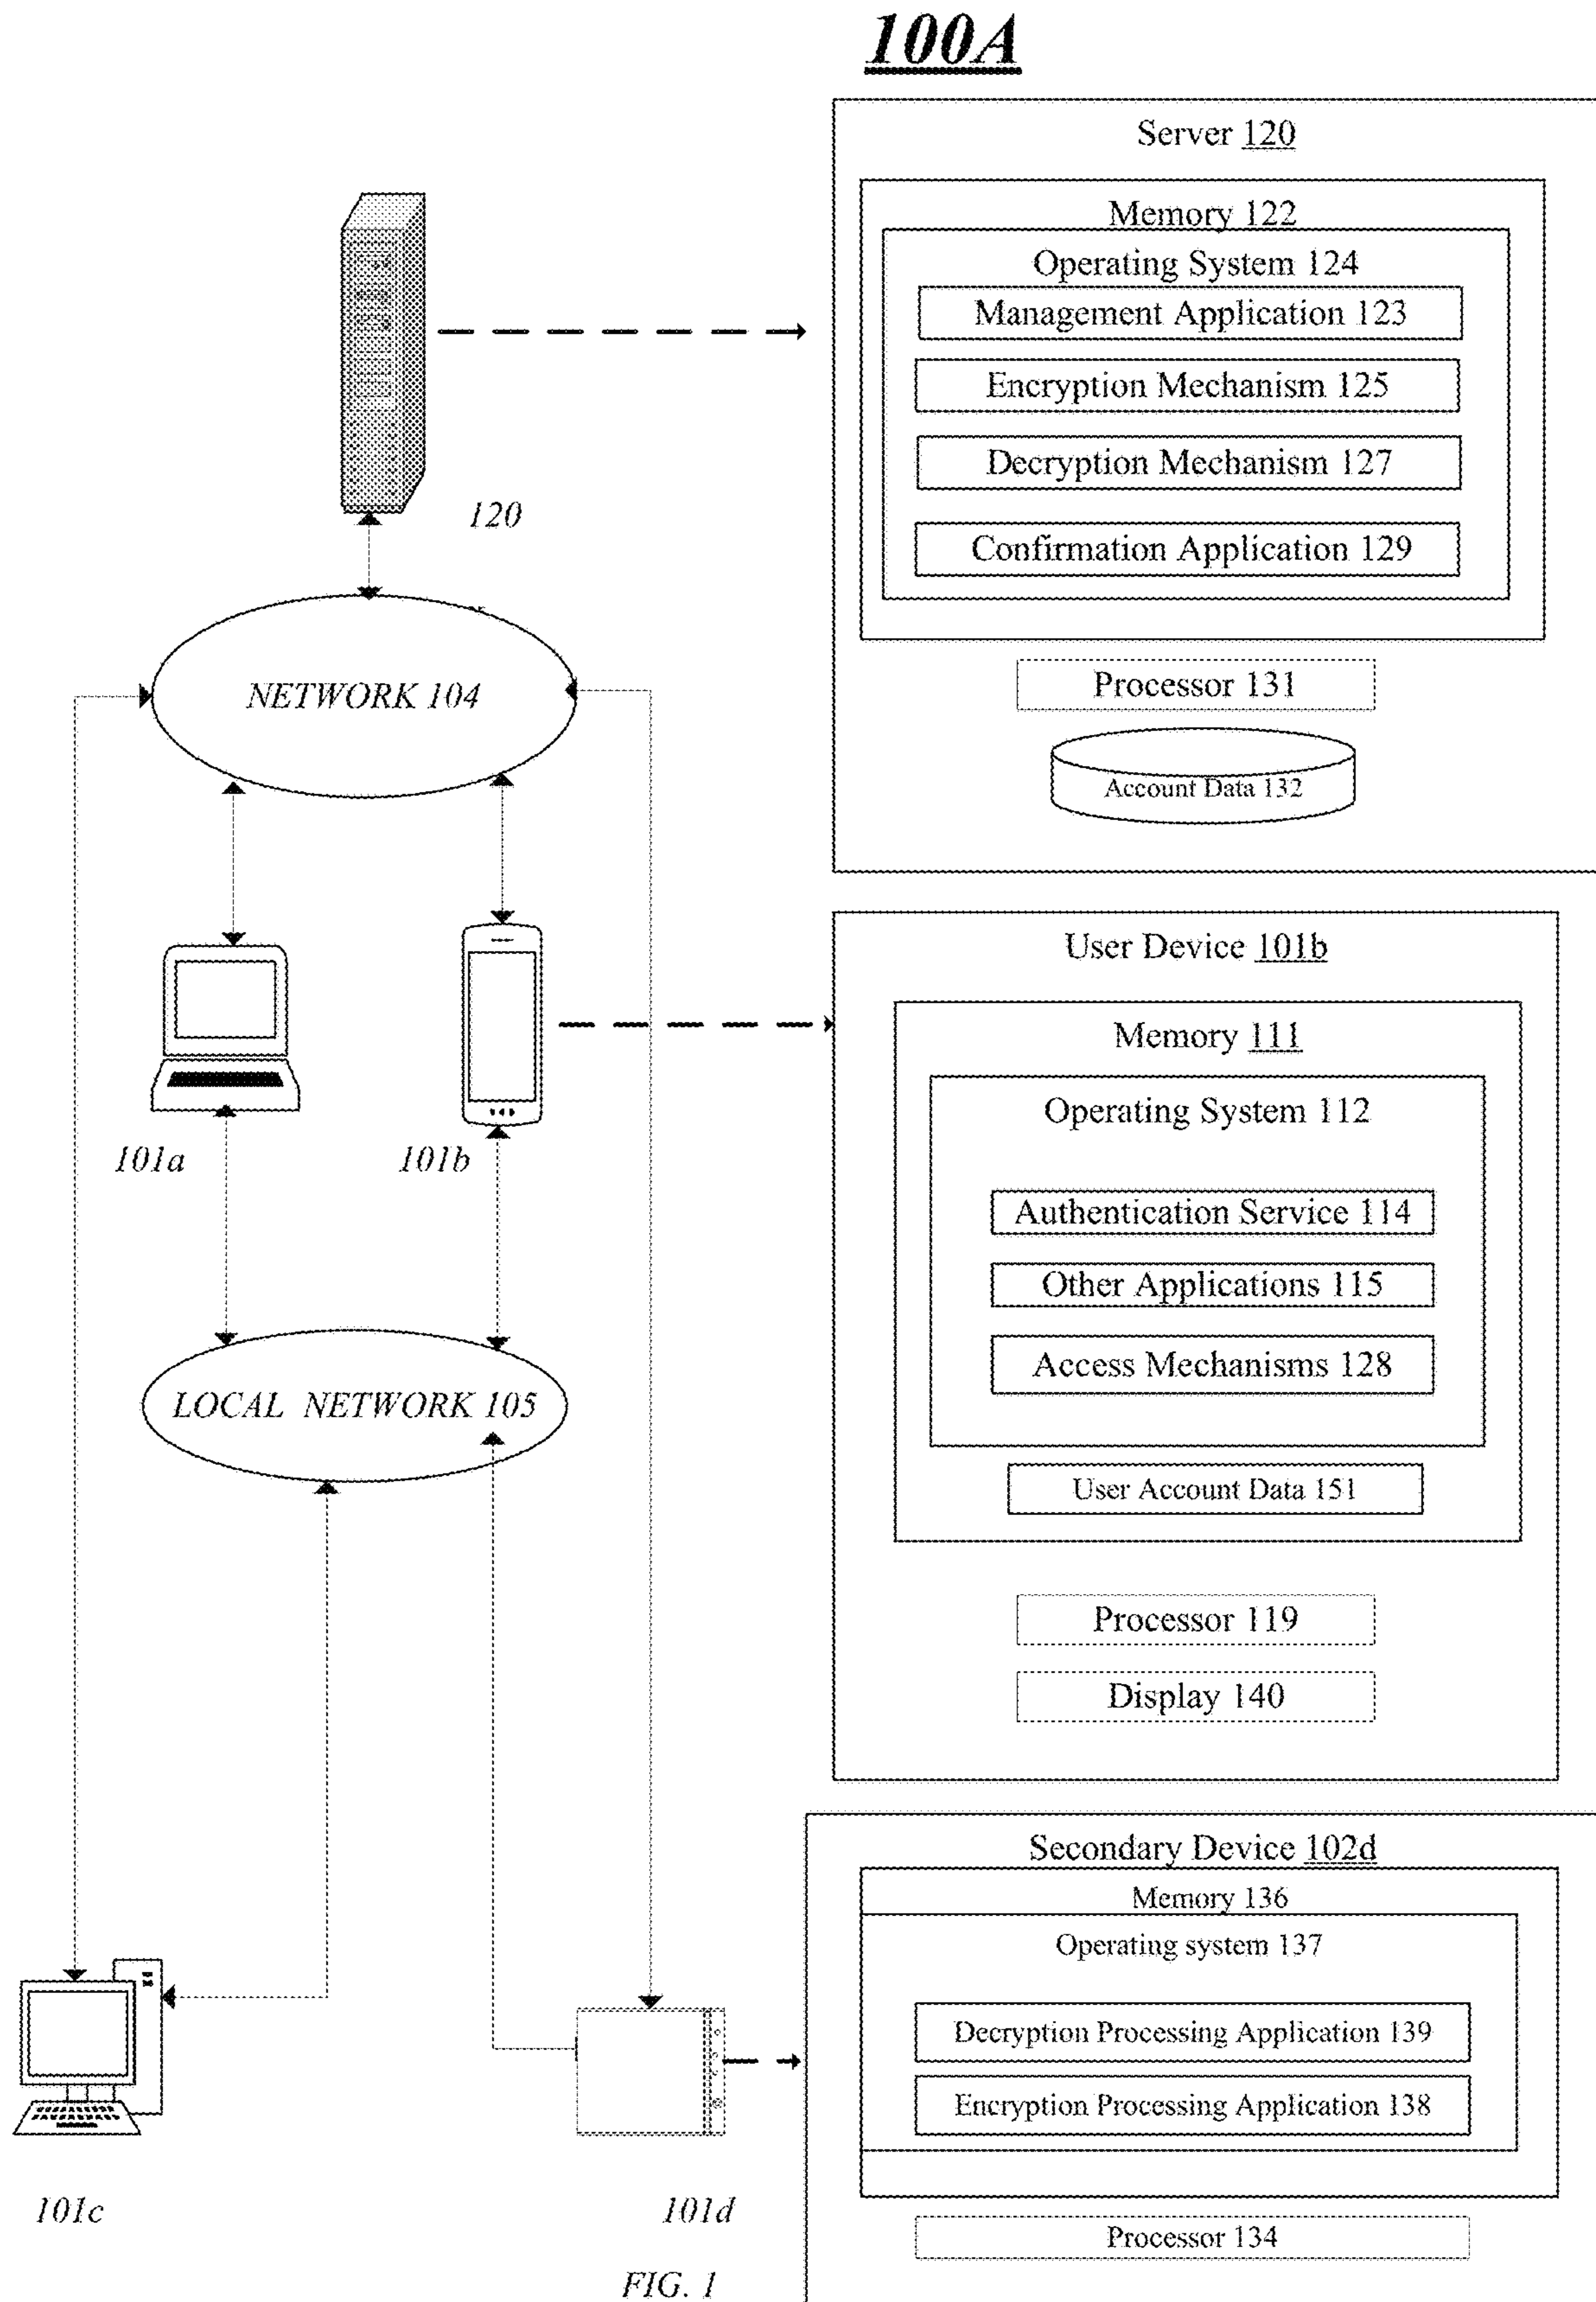 100A
Server 120
Memory 122
Operating System 124
Management Application 123
Encryption Mechanism 125
Decryption Mechanism 127
Confirmation Application 129
Processor 131
Account Data 132
120
NETWORK 104
101a
101b
LOCAL NETWORK 105
User Device 101b
Memory 111
Operating System 112
Authentication Service 114
Other Applications 115
Access Mechanisms 128
User Account Data 151
Processor 119
Display 140
Secondary Device 102d
Memory 136
Operating system 137
Decryption Processing Application 139
Encryption Processing Application 138
Processor 134
101c
101d
FIG. 1